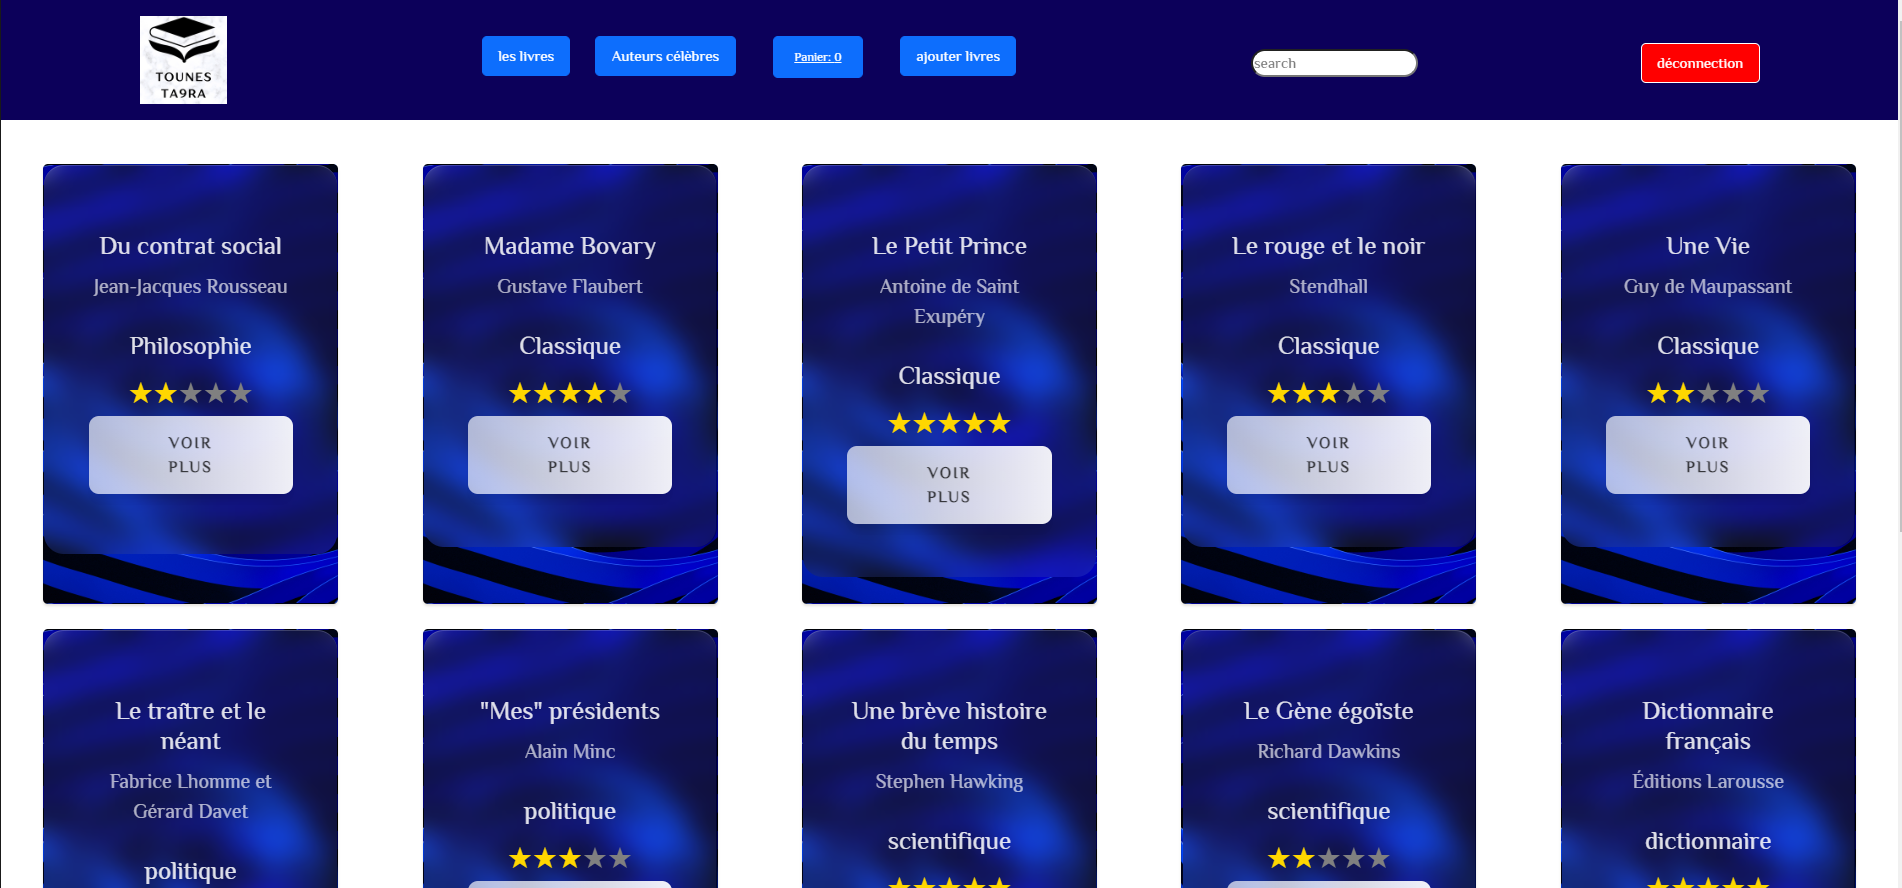 TOUNES
TA9RA
les livres
Auteurs célèbres
Panier: 0
ajouter livres
search
déconnection
Du contrat social
Jean-Jacques Rousseau
Philosophie
VOIR
PLUS
Madame Bovary
Gustave Flaubert
Classique
VOIR
PLUS
Le Petit Prince
Antoine de Saint
Exupéry
Classique
VOIR
PLUS
Le rouge et le noir
Stendhall
Classique
VOIR
PLUS
Une Vie
Guy de Maupassant
Classique
VOIR
PLUS
Le traître et le
néant
Fabrice Lhomme et
Gérard Davet
politique
"Mes" présidents
Alain Minc
politique
Une brève histoire
du temps
Stephen Hawking
scientifique
Le Gène égoïste
Richard Dawkins
scientifique
Dictionnaire
français
Éditions Larousse
dictionnaire